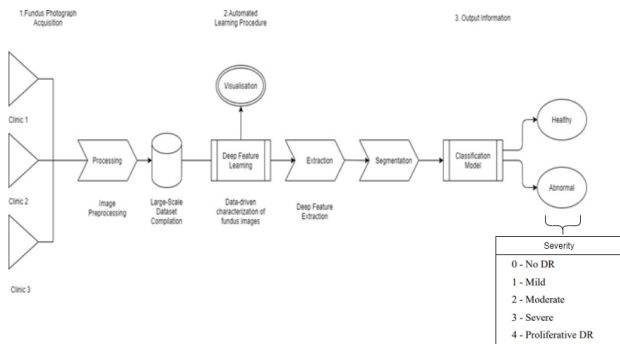 1.Fundus Photograph
Acquisition
2.Automated
Learning Procedure
3. Output Information
Clinic 1
Clinic 2
Clinic 3
Processing
Image
Preprocessing
Large-Scale
Dataset
Compilation
Visualisation
Deep Feature
Learning
Data-driven
characterization of
fundus images
Extraction
Deep Feature
Extraction
Segmentation
Classification
Model
Healthy
Abnormal
Severity
0 - No DR
1 - Mild
2 - Moderate
3 - Severe
4 - Proliferative DR